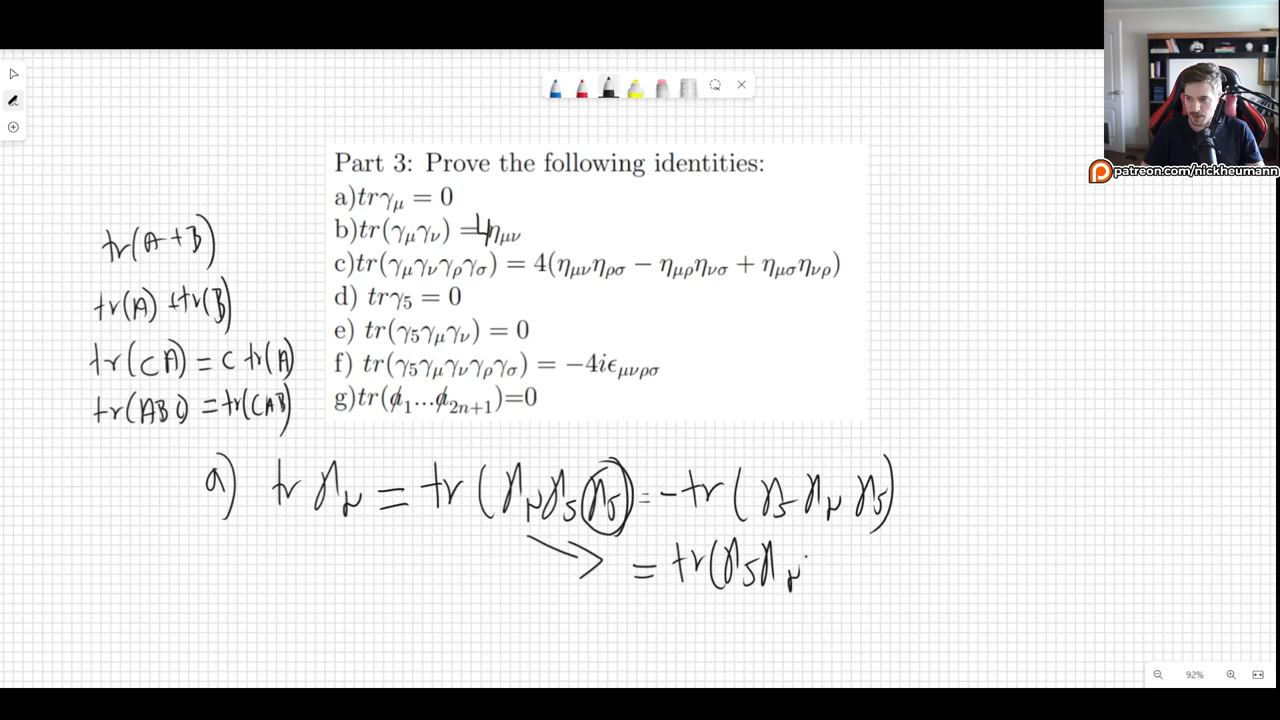 patreon.com/nickheumann
Part 3: Prove the following identities:
a)trγ_μ = 0
b)tr(γ_μγ_ν) = 4η_μν
c)tr(γ_μγ_νγ_ργ_σ) = 4(η_μνη_ρσ − η_μρη_νσ + η_μση_νρ)
d) trγ_5 = 0
e) tr(γ_5γ_μγ_ν) = 0
f) tr(γ_5γ_μγ_νγ_ργ_σ) = −4iϵ_μνρσ
g)tr(a̸_1...a̸_2n+1)=0
tr(A+B)
tr(A) + tr(B)
tr(CA) = C tr(A)
tr(ABC) = tr(CAB)
a) tr γ_μ = tr(γ_μγ_5γ_5) = -tr(γ_5γ_μγ_5)
= tr(γ_5γ_μ
92%